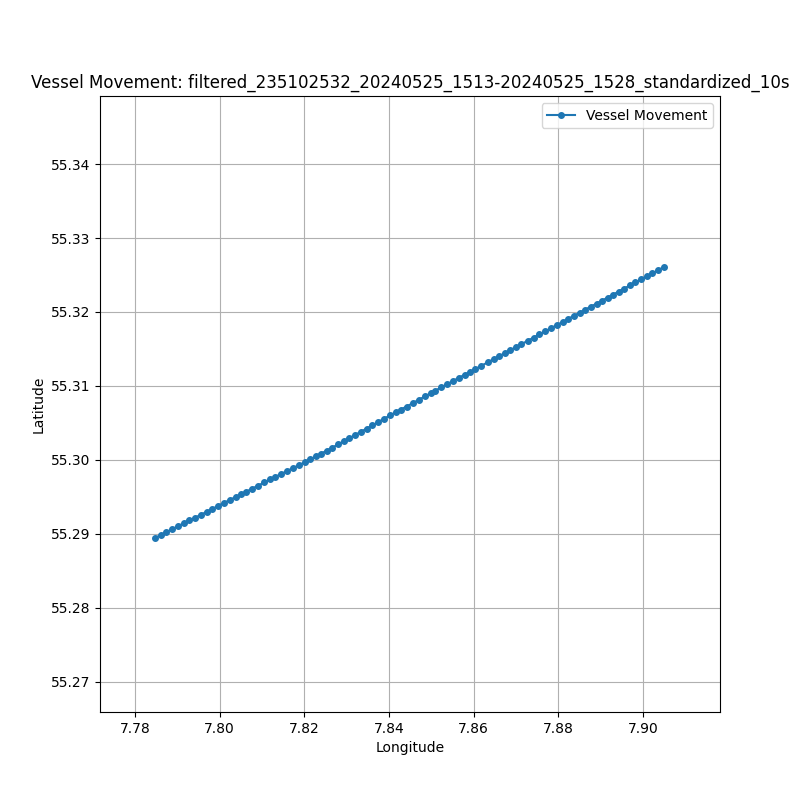 Vessel Movement: filtered_235102532_20240525_1513-20240525_1528_standardized_10s
Vessel Movement
55.34
55.33
55.32
55.31
55.30
55.29
55.28
55.27
Latitude
7.78 7.80 7.82 7.84 7.86 7.88 7.90
Longitude